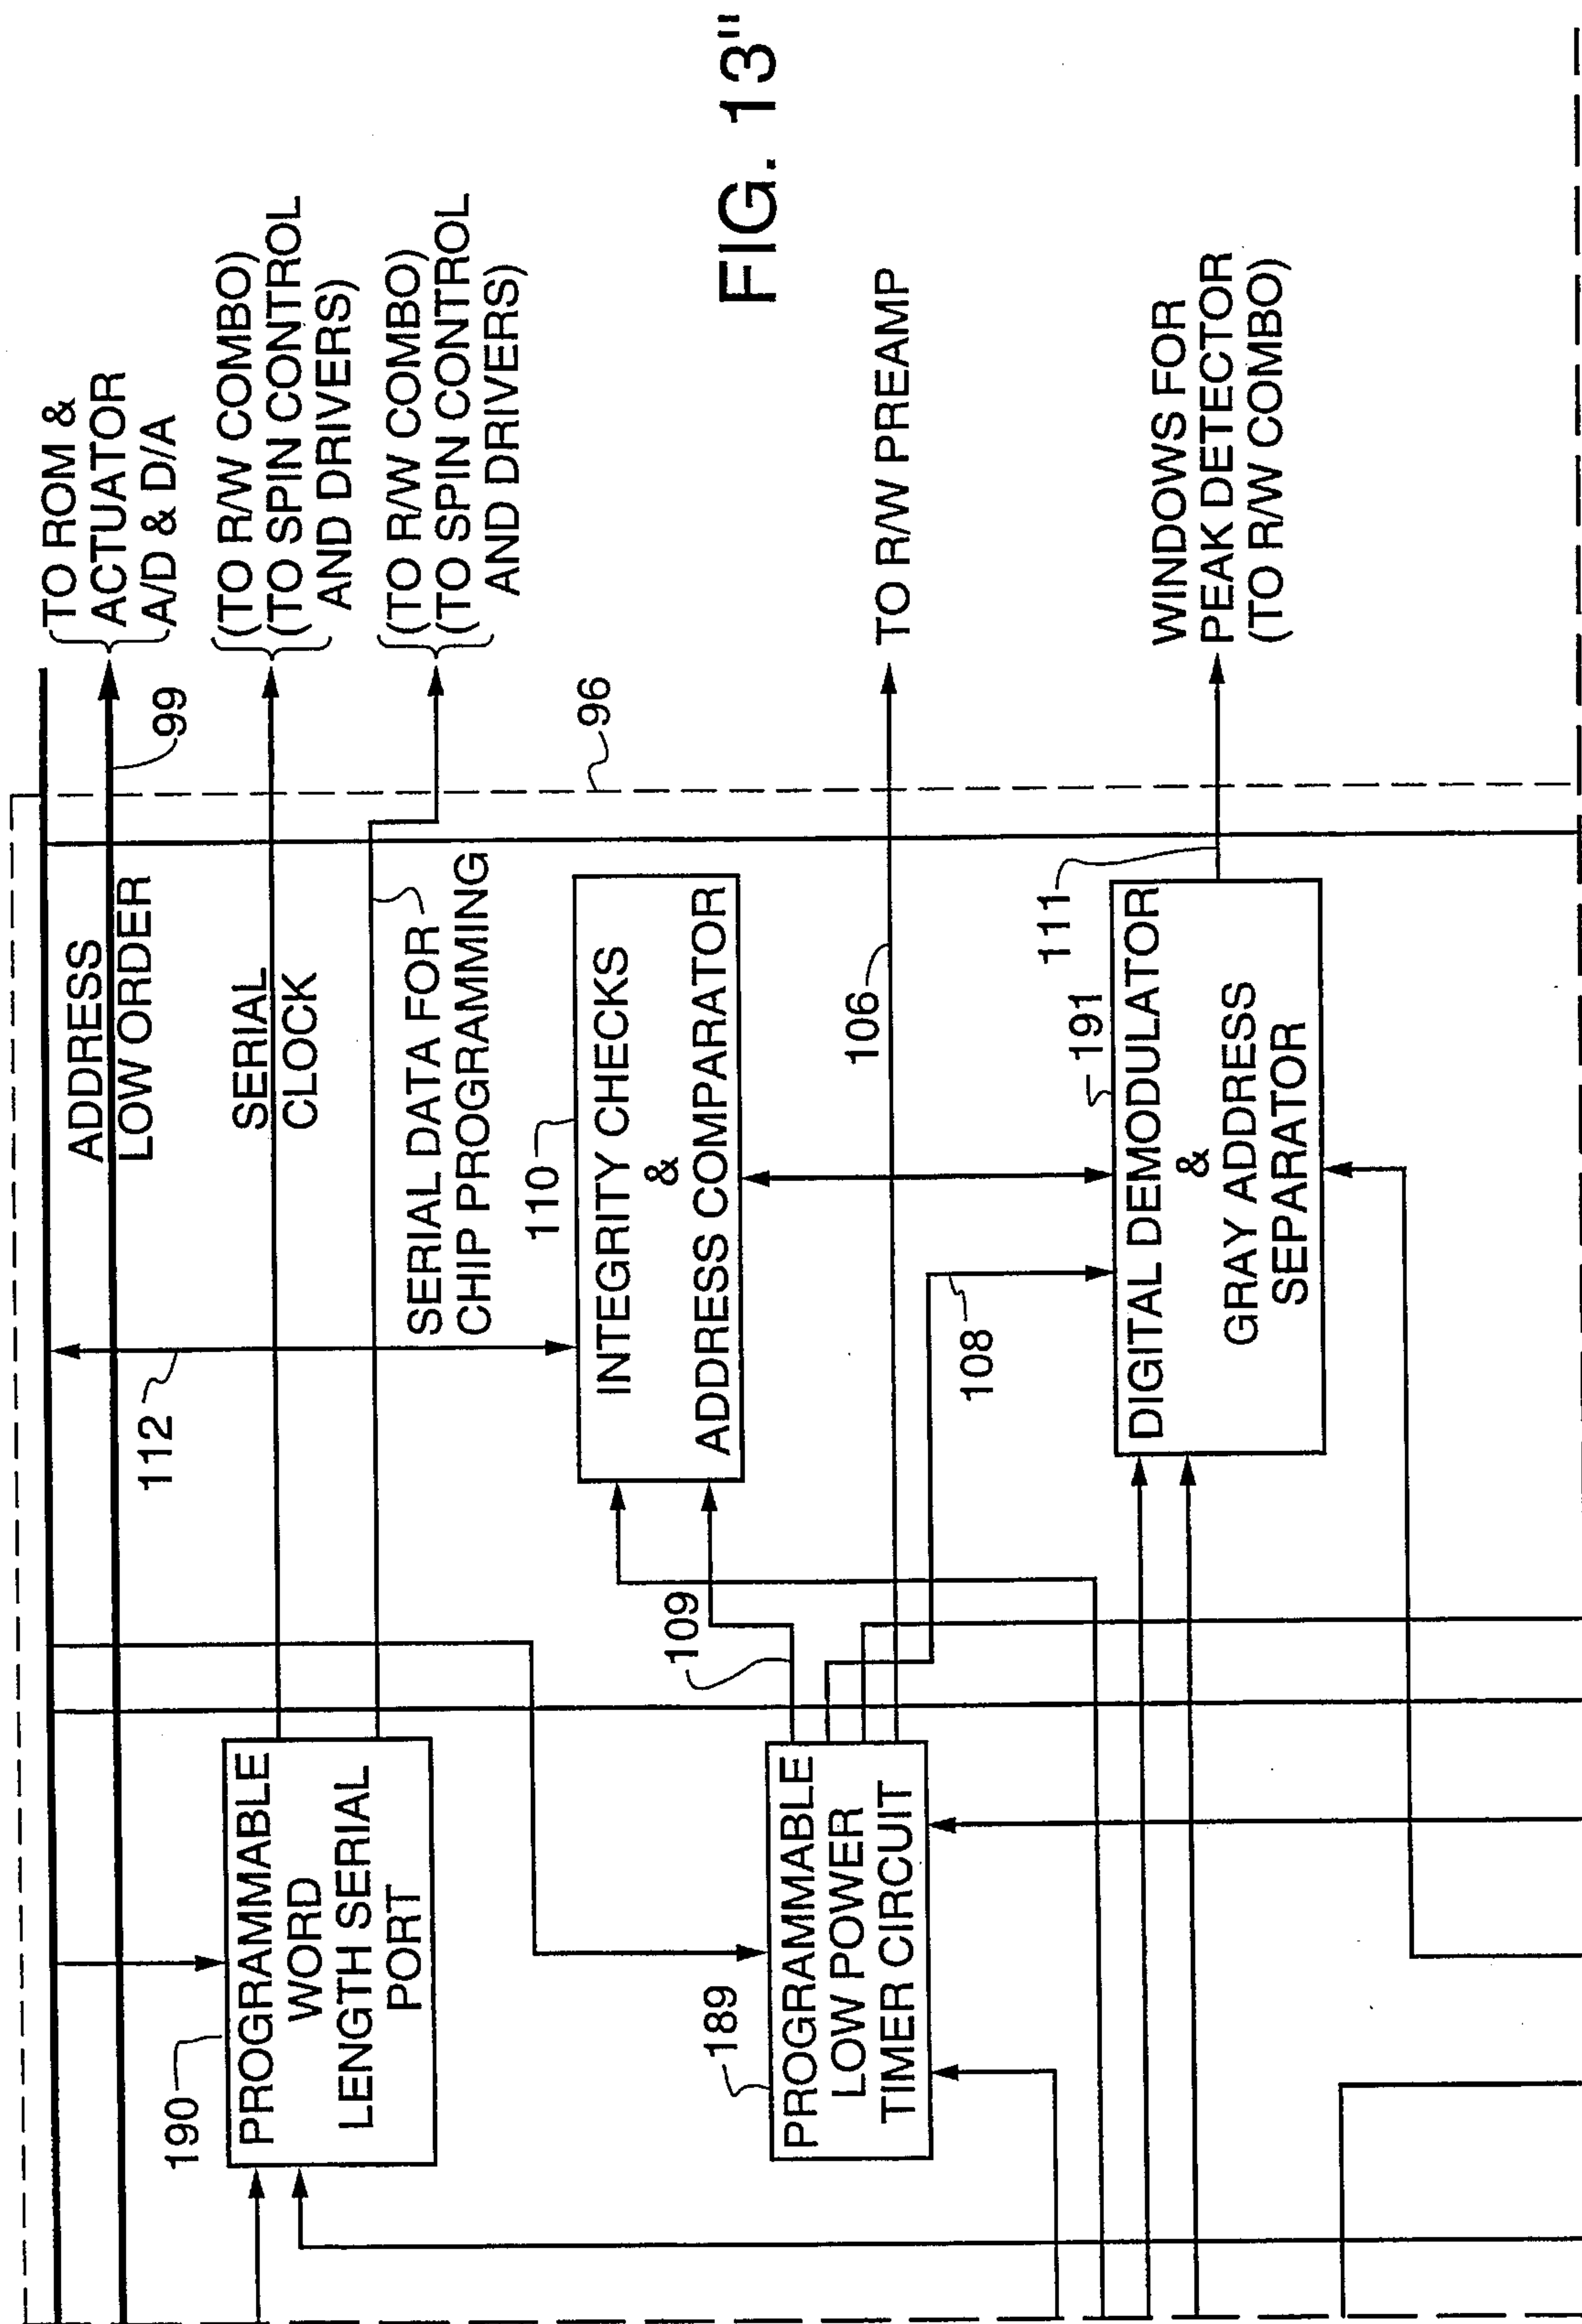 TO ROM &
ACTUATOR
A/D & D/A
(TO R/W COMBO)
(TO SPIN CONTROL
AND DRIVERS)
(TO R/W COMBO)
(TO SPIN CONTROL
AND DRIVERS)
FIG. 13"
TO R/W PREAMP
WINDOWS FOR
PEAK DETECTOR
(TO R/W COMBO)
99
96
ADDRESS
LOW ORDER
SERIAL
CLOCK
SERIAL DATA FOR
CHIP PROGRAMMING
112
110
INTEGRITY CHECKS
&
ADDRESS COMPARATOR
106
111
108
191
DIGITAL DEMODULATOR
&
GRAY ADDRESS
SEPARATOR
109
190
PROGRAMMABLE
WORD
LENGTH SERIAL
PORT
189
PROGRAMMABLE
LOW POWER
TIMER CIRCUIT